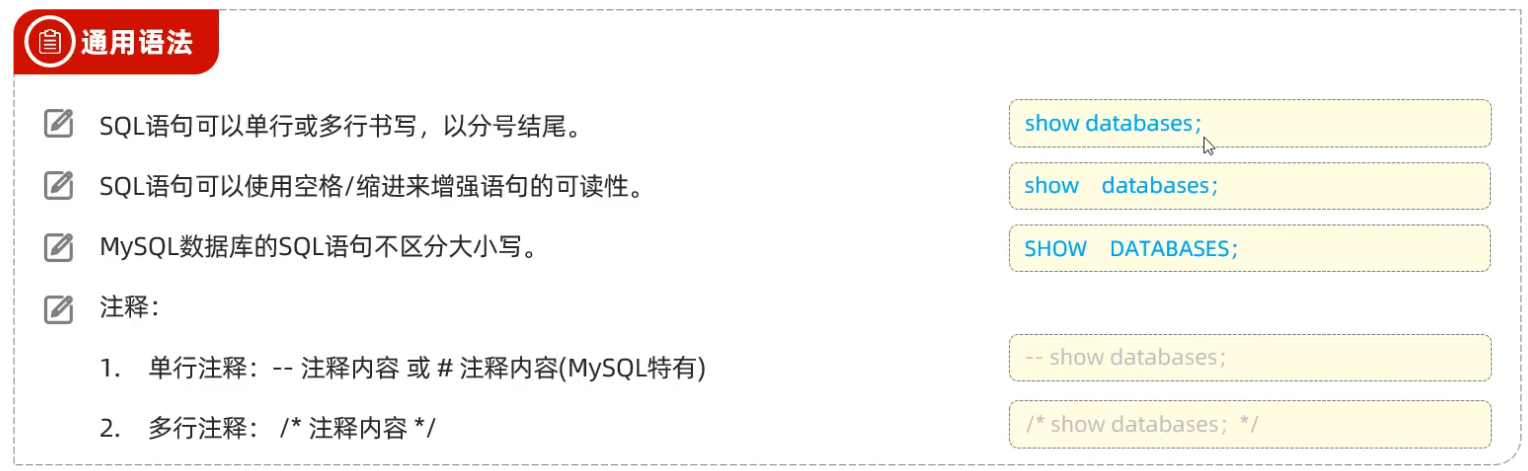 通用语法
SQL语句可以单行或多行书写，以分号结尾。
show databases；
SQL语句可以使用空格/缩进来增强语句的可读性。
show databases；
MySQL数据库的SQL语句不区分大小写。
SHOW DATABASES；
注释：
1. 单行注释：-- 注释内容 或 # 注释内容(MySQL特有)
-- show databases；
2. 多行注释： /* 注释内容 */
/* show databases；*/